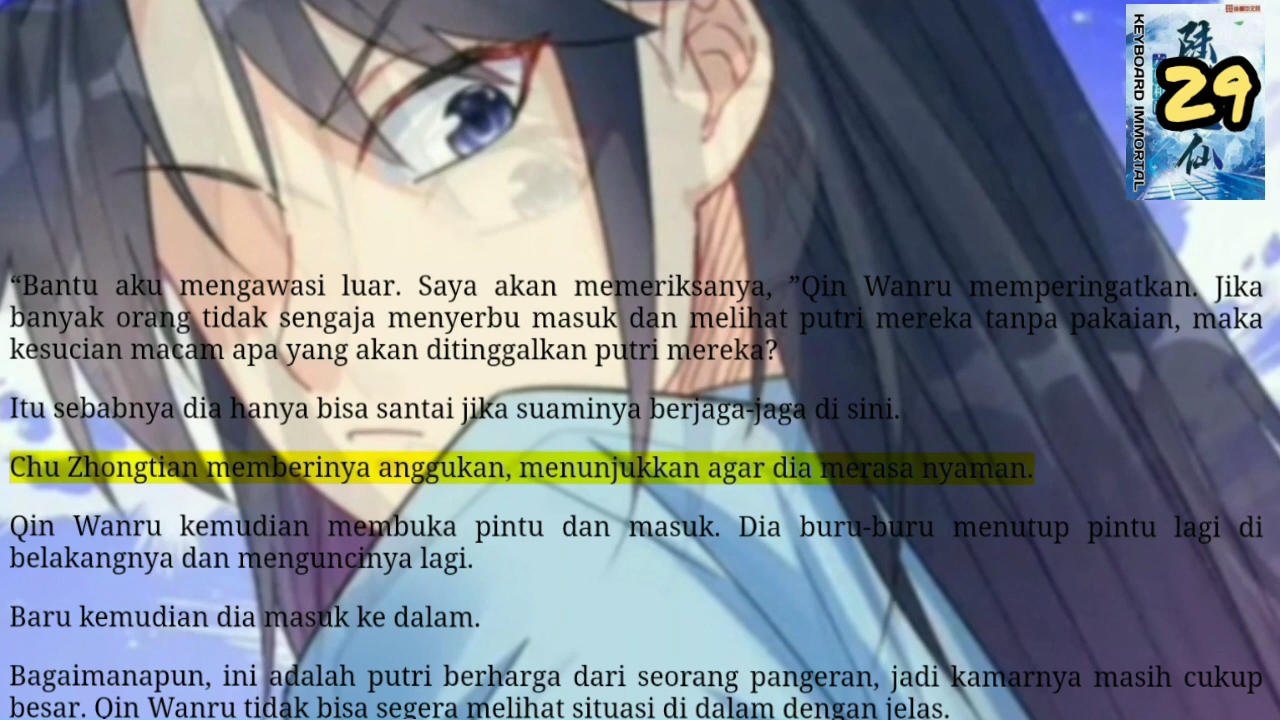 “Bantu aku mengawasi luar. Saya akan memeriksanya, ”Qin Wanru memperingatkan. Jika
banyak orang tidak sengaja menyerbu masuk dan melihat putri mereka tanpa pakaian, maka
kesucian macam apa yang akan ditinggalkan putri mereka?
Itu sebabnya dia hanya bisa santai jika suaminya berjaga-jaga di sini.
Chu Zhongtian memberinya anggukan, menunjukkan agar dia merasa nyaman.
Qin Wanru kemudian membuka pintu dan masuk. Dia buru-buru menutup pintu lagi di
belakangnya dan menguncinya lagi.
Baru kemudian dia masuk ke dalam.
Bagaimanapun, ini adalah putri berharga dari seorang pangeran, jadi kamarnya masih cukup
besar. Qin Wanru tidak bisa segera melihat situasi di dalam dengan jelas.
KEYBOARD IMMORTAL
29
仙